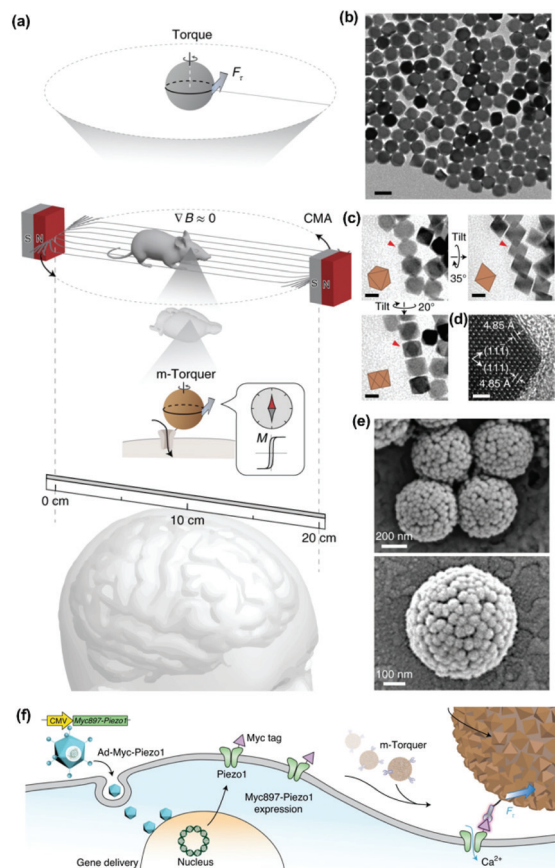 (a)
Torque
Fτ
∇B ≈ 0
CMA
S N
S N
m-Torquer
M
0 cm
10 cm
20 cm
(b)
(c)
Tilt
35°
Tilt 20°
(d)
4.85 Å
(111)
(111)
4.85 Å
(e)
200 nm
100 nm
(f)
CMV Myc897-Piezo1
Ad-Myc-Piezo1
Myc tag
Piezo1
Myc897-Piezo1
expression
m-Torquer
Fτ
Gene delivery
Nucleus
Ca²⁺